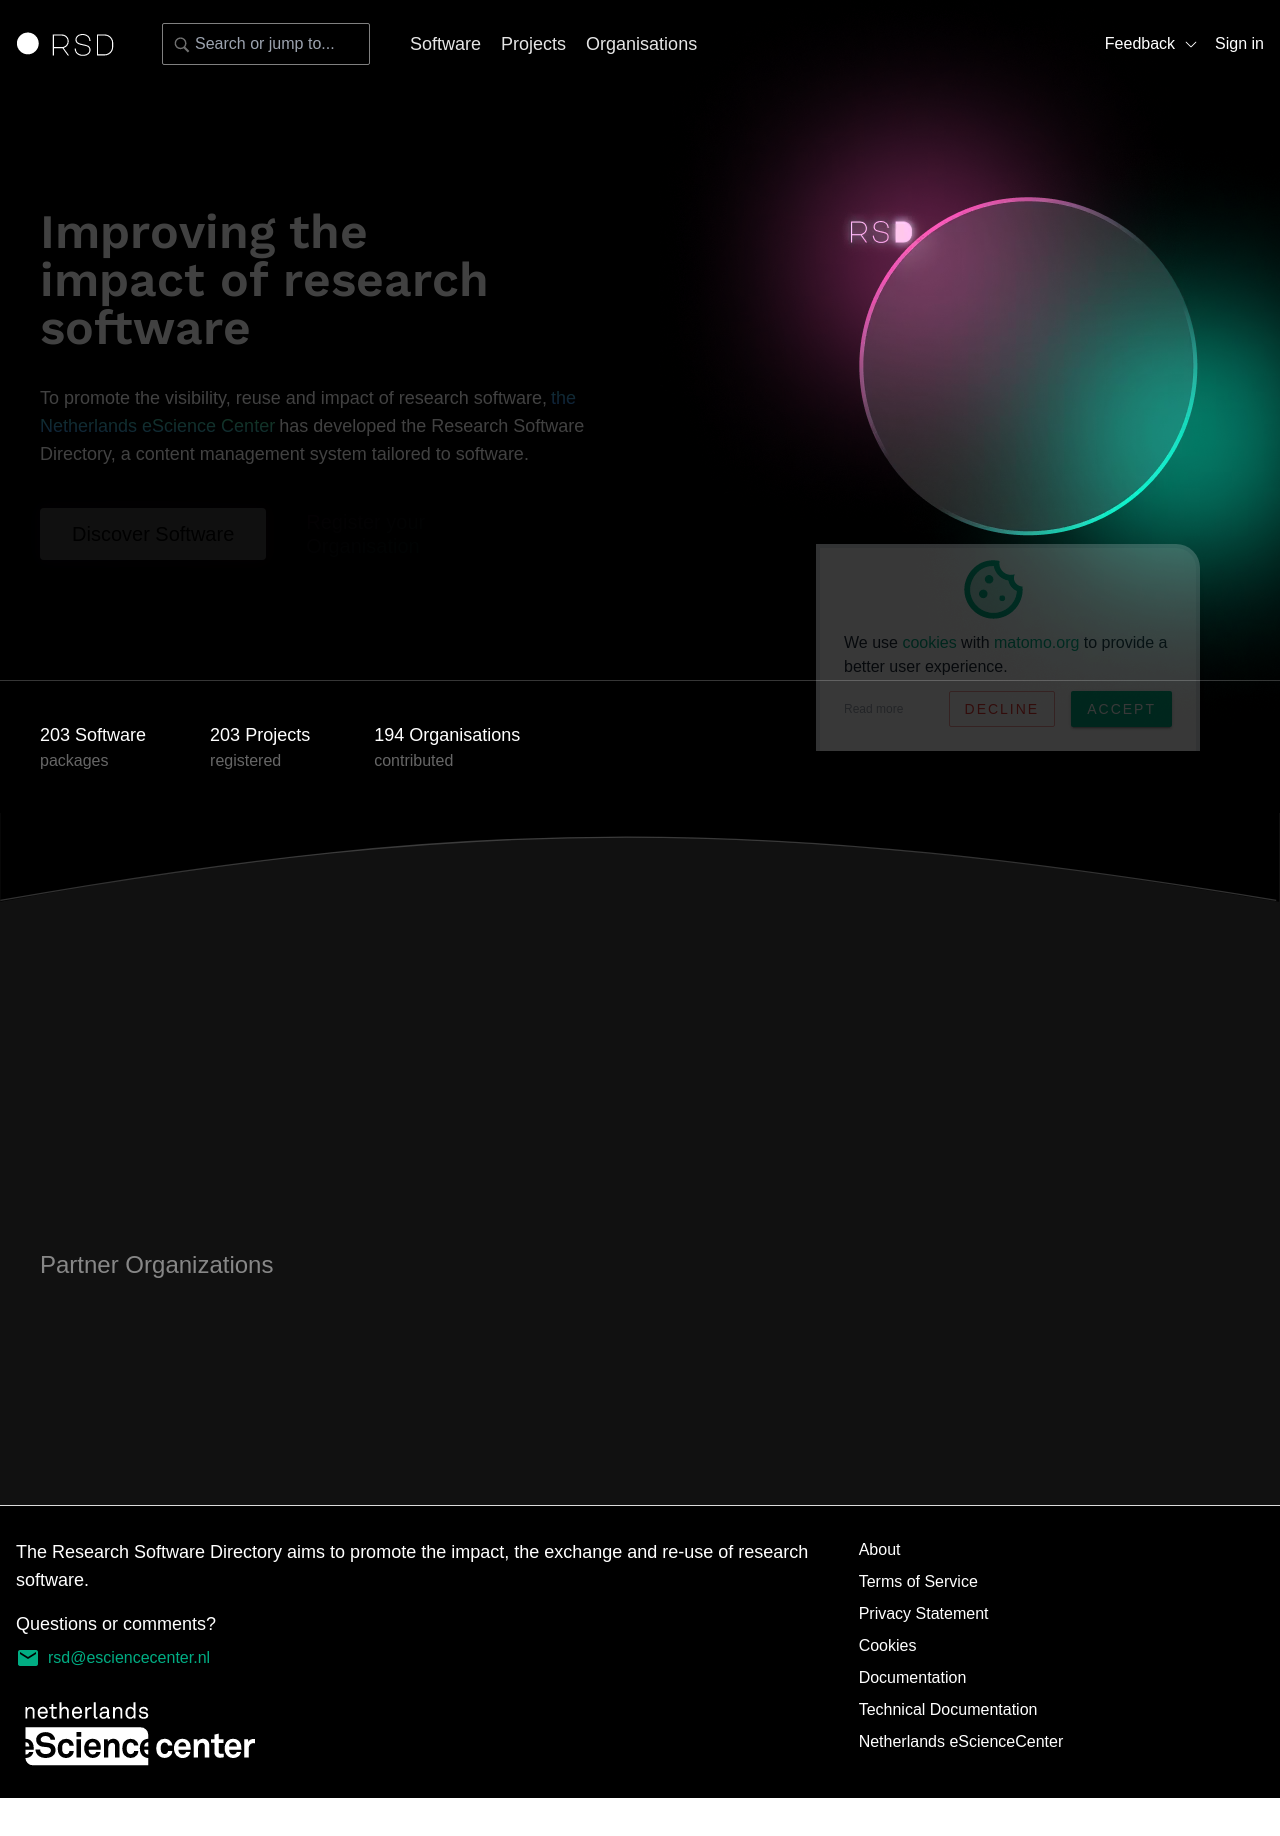 RSD
Search or jump to...
Software
Projects
Organisations
Feedback
Sign in
Improving the
impact of research
software
RSD
To promote the visibility, reuse and impact of research software, the
Netherlands eScience Center has developed the Research Software
Directory, a content management system tailored to software.
Discover Software
We use cookies with matomo.org to provide a
better user experience.
Read more
DECLINE
ACCEPT
203 Software
packages
203 Projects
registered
194 Organisations
contributed
Partner Organizations
The Research Software Directory aims to promote the impact, the exchange and re-use of research
software.
Questions or comments?
rsd@esciencecenter.nl
netherlands
eScience center
About
Terms of Service
Privacy Statement
Cookies
Documentation
Technical Documentation
Netherlands eScienceCenter